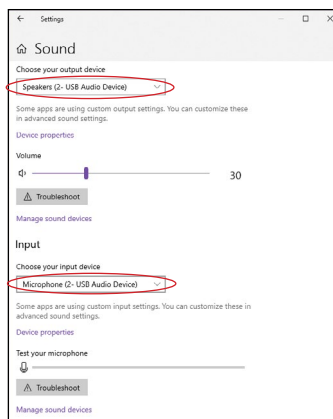 Settings
Sound
Choose your output device
Speakers (2- USB Audio Device)
Some apps are using custom output settings. You can customize these
in advanced sound settings.
Device properties
Volume
30
Troubleshoot
Manage sound devices
Input
Choose your input device
Microphone (2- USB Audio Device)
Some apps are using custom input settings. You can customize these in
advanced sound settings.
Device properties
Test your microphone
Troubleshoot
Manage sound devices